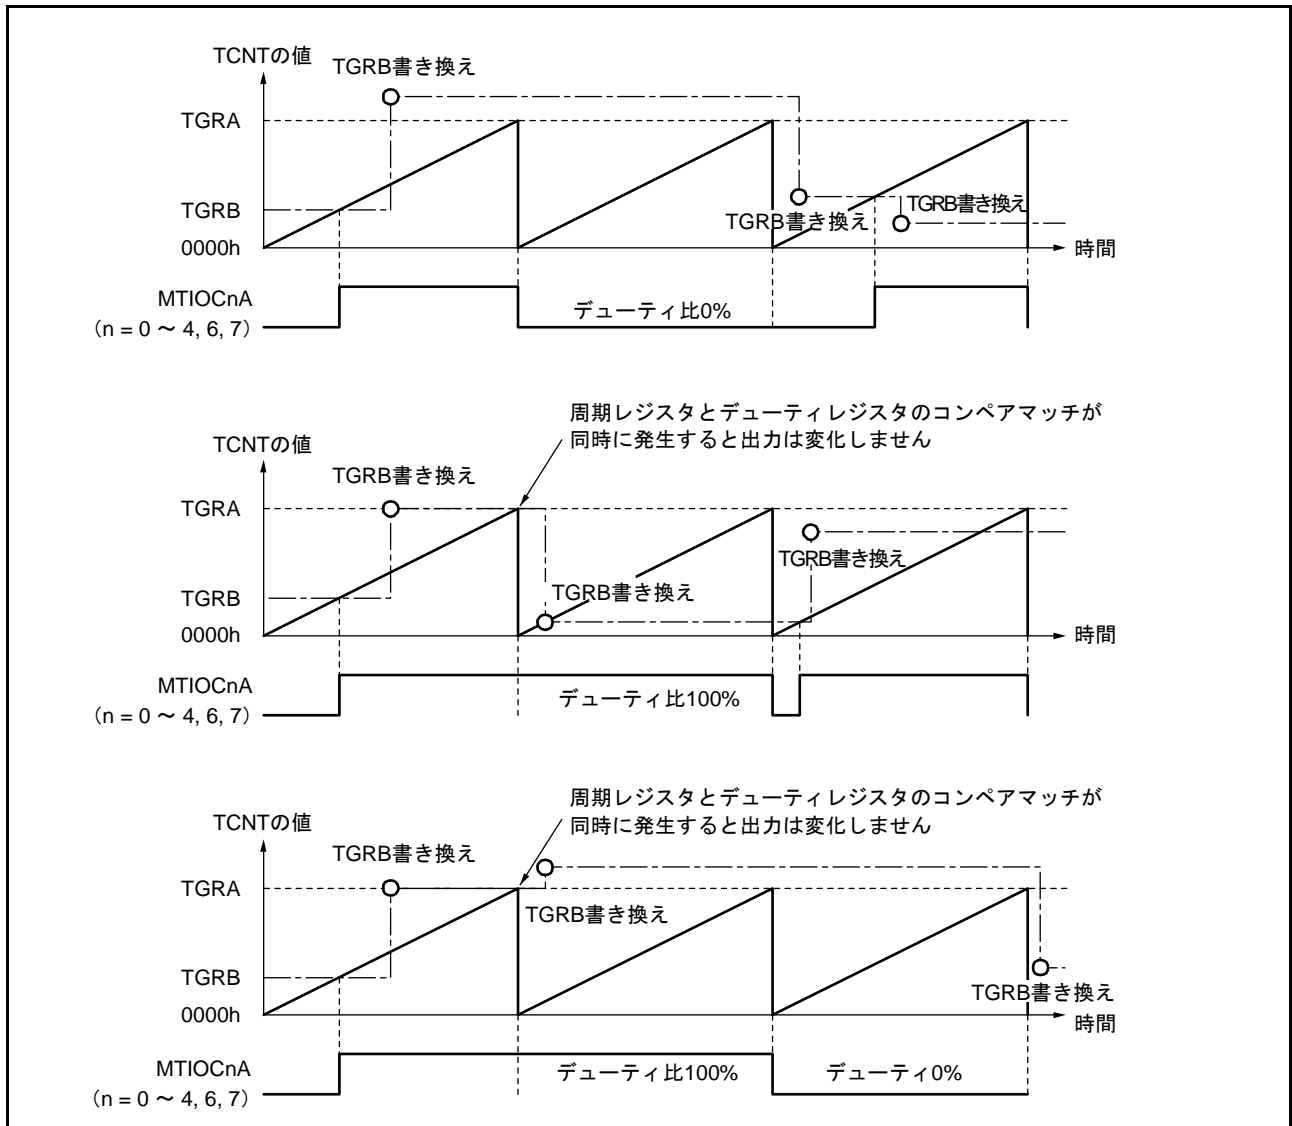 TCNTの値
TGRB書き換え
TGRA
TGRB
TGRB書き換え
TGRB書き換え
0000h
時間
MTIOCnA
(n = 0 ~ 4, 6, 7)
デューティ比0%
周期レジスタとデューティレジスタのコンペアマッチが
同時に発生すると出力は変化しません
TCNTの値
TGRB書き換え
TGRA
TGRB書き換え
TGRB書き換え
TGRB
0000h
時間
MTIOCnA
(n = 0 ~ 4, 6, 7)
デューティ比100%
周期レジスタとデューティレジスタのコンペアマッチが
同時に発生すると出力は変化しません
TCNTの値
TGRB書き換え
TGRA
TGRB書き換え
TGRB
TGRB書き換え
0000h
時間
MTIOCnA
(n = 0 ~ 4, 6, 7)
デューティ比100%
デューティ0%